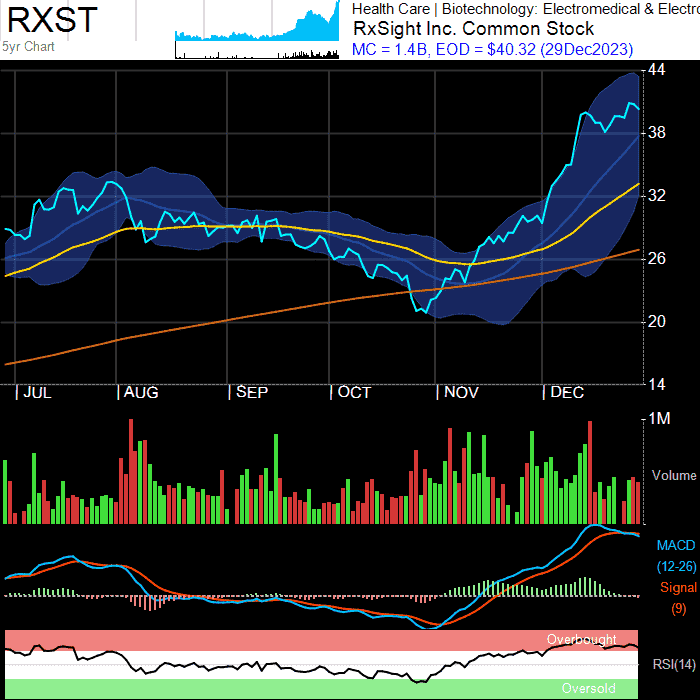 RXST
5yr Chart
Health Care | Biotechnology: Electromedical & Electro
RxSight Inc. Common Stock
MC = 1.4B, EOD = $40.32 (29Dec2023)
44
38
32
26
20
14
| JUL | AUG | SEP | OCT | NOV | DEC
1M
Volume
MACD
(12-26)
Signal
(9)
Overbought
RSI(14)
Oversold